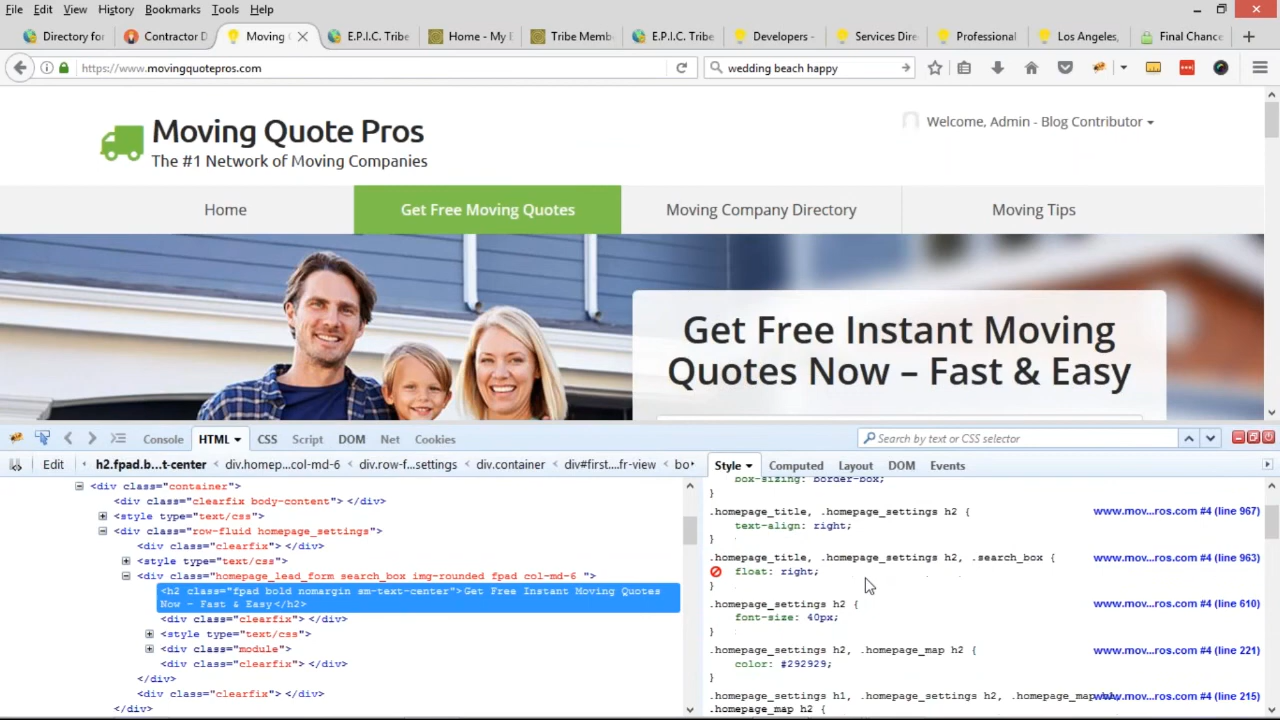 File Edit View History Bookmarks Tools Help
Directory for Contractor D Moving E.P.I.C. Tribe Home - My E Tribe Memb E.P.I.C. Tribe Developers - Services Dire Professional Los Angeles, Final Chance
https://www.movingquotepros.com wedding beach happy
Moving Quote Pros
The #1 Network of Moving Companies
Welcome, Admin - Blog Contributor
Home Get Free Moving Quotes Moving Company Directory Moving Tips
Get Free Instant Moving
Quotes Now – Fast & Easy
Console HTML CSS Script DOM Net Cookies Search by text or CSS selector
Edit h2.fpad.b...t-center div.homep...col-md-6 div.row-f...settings div.container div#first....fr-view bo
Style Computed Layout DOM Events
<div class="container">
<div class="clearfix body-content"> </div>
<style type="text/css">
<div class="row-fluid homepage_settings">
<div class="clearfix"> </div>
<style type="text/css">
<div class="homepage_lead_form search_box img-rounded fpad col-md-6 ">
<h2 class="fpad bold nomargin sm-text-center">Get Free Instant Moving Quotes
Now – Fast & Easy</h2>
<div class="clearfix"> </div>
<style type="text/css">
<div class="module">
<div class="clearfix"> </div>
</div>
<div class="clearfix"> </div>
</div>
box-sizing: border-box;
}
.homepage_title, .homepage_settings h2 { www.mov...ros.com #4 (line 967)
text-align: right;
}
.homepage_title, .homepage_settings h2, .search_box { www.mov...ros.com #4 (line 963)
float: right;
}
.homepage_settings h2 { www.mov...ros.com #4 (line 610)
font-size: 40px;
}
.homepage_settings h2, .homepage_map h2 { www.mov...ros.com #4 (line 221)
color: #292929;
}
.homepage_settings h1, .homepage_settings h2, .homepage_map www.mov...ros.com #4 (line 215)
.homepage_map h2 {